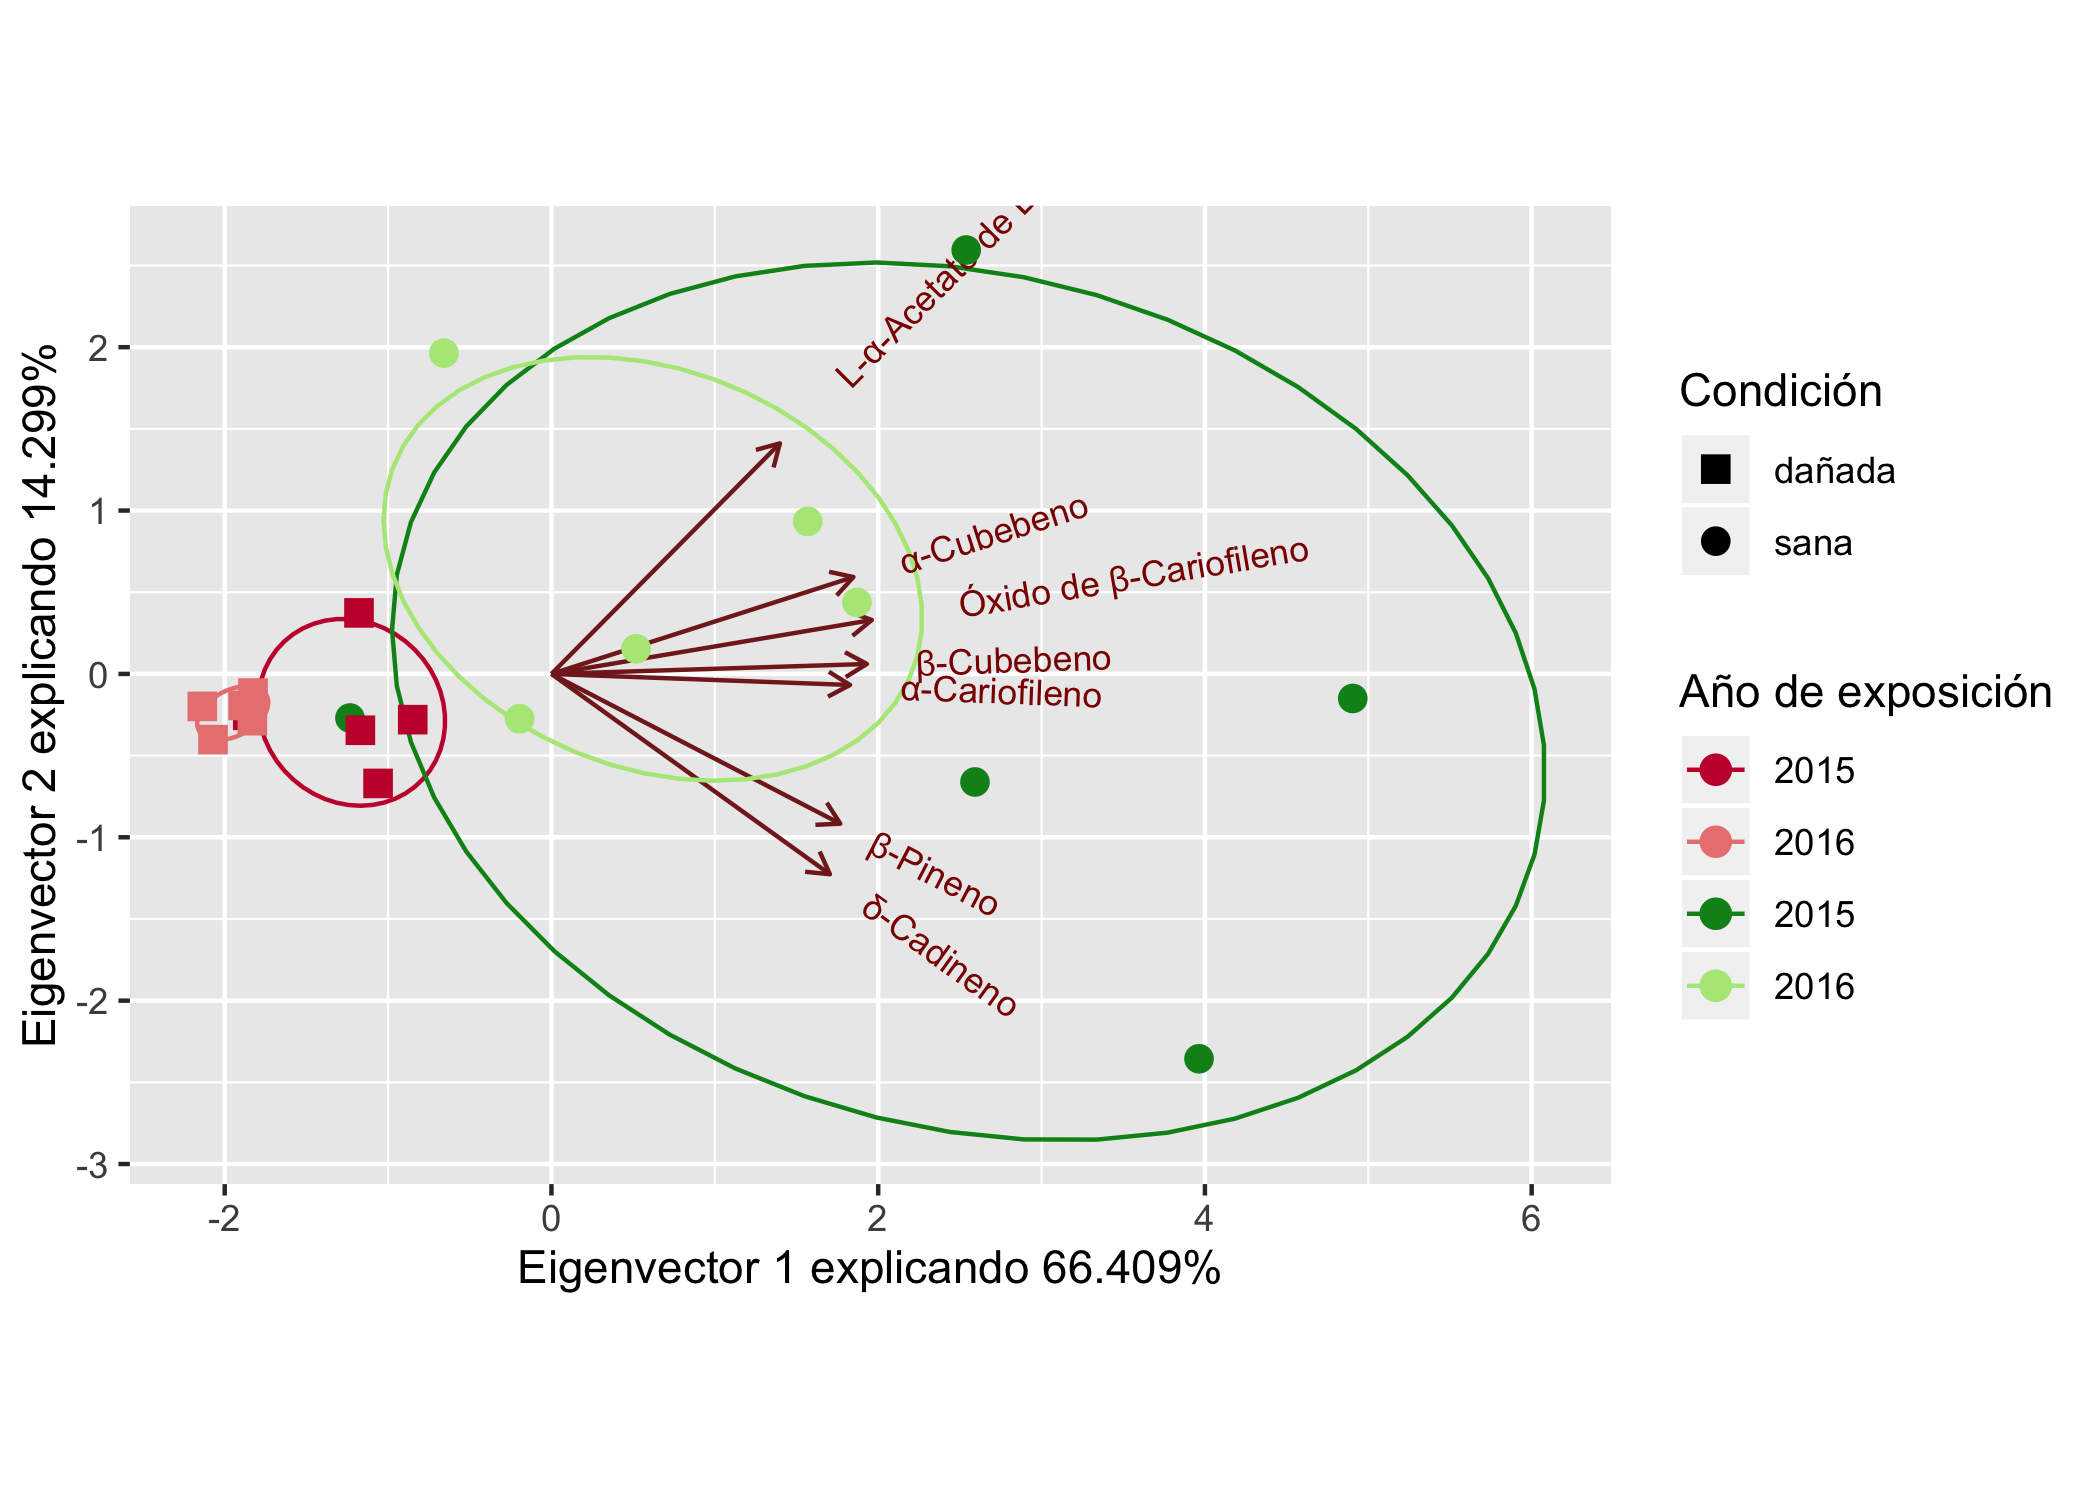 L-α-Acetato de
α-Cubebeno
Óxido de β-Cariofileno
β-Cubebeno
α-Cariofileno
β-Pineno
δ-Cadineno
2
1
0
-1
-2
-3
-2
0
2
4
6
Eigenvector 1 explicando 66.409%
Eigenvector 2 explicando 14.299%
Condición
dañada
sana
Año de exposición
2015
2016
2015
2016